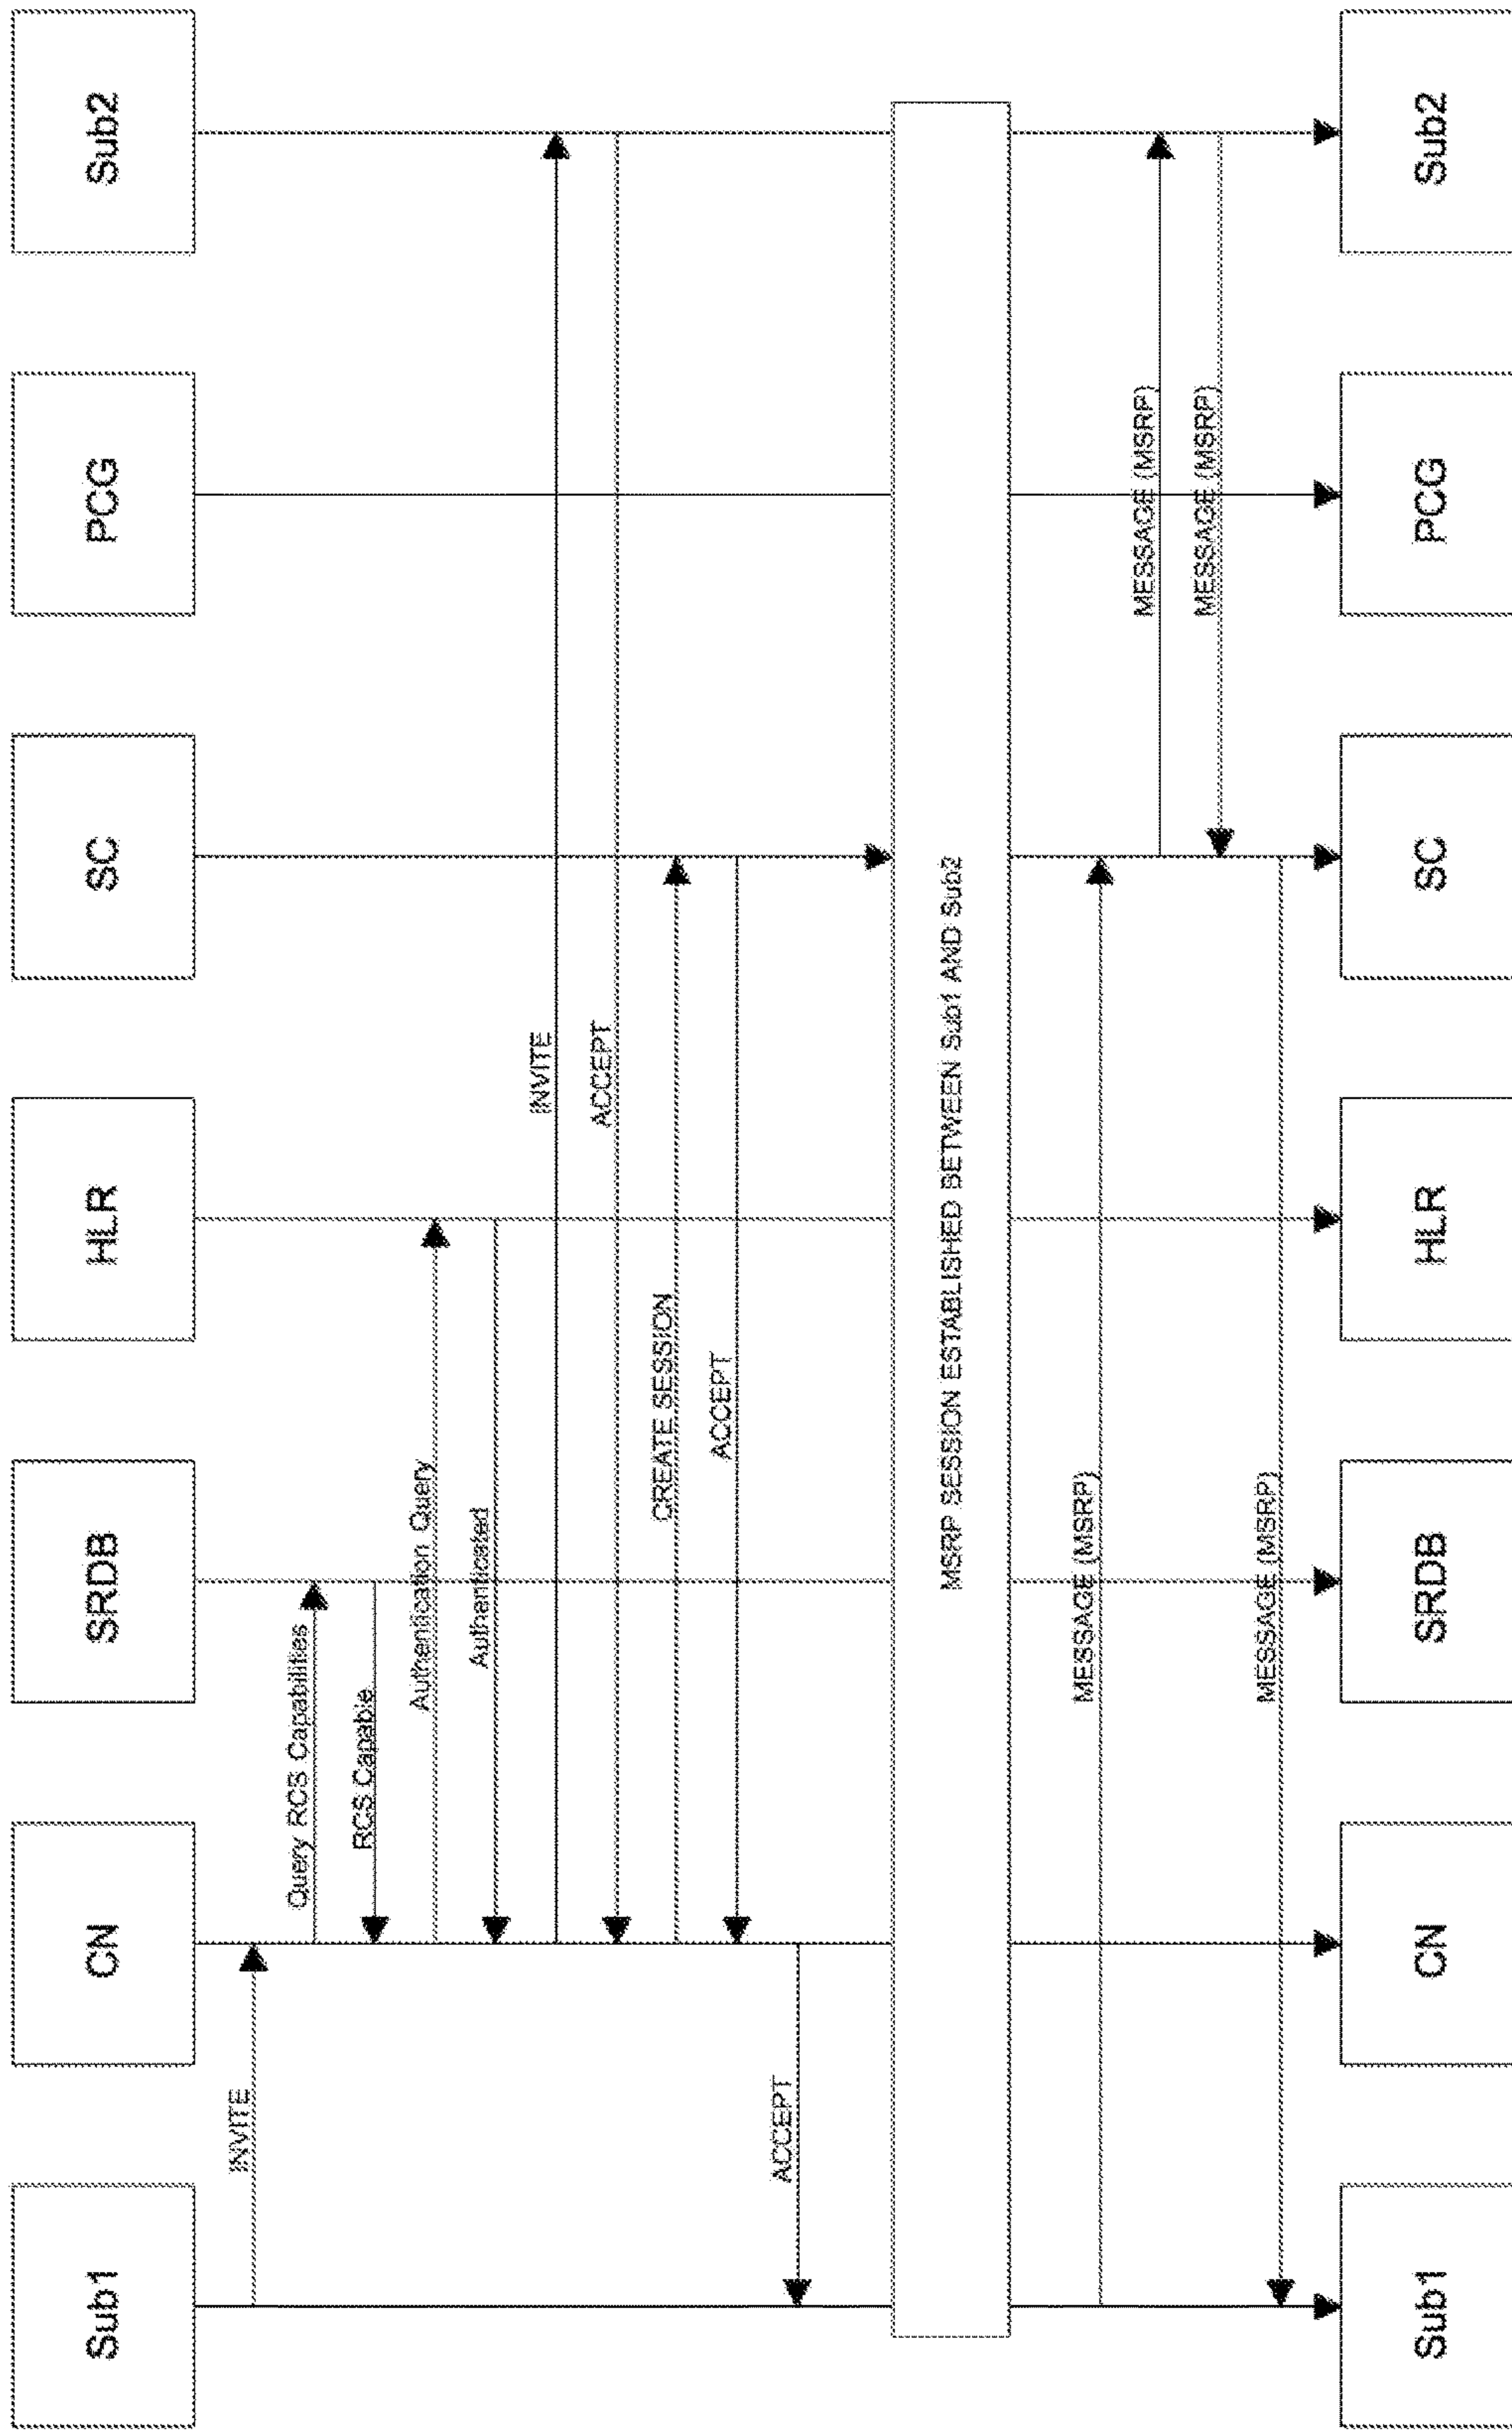 Sub1
CN
SRDB
HLR
SC
PCG
Sub2
INVITE
Query RCS Capabilities
RCS Capable
Authentication Query
Authenticated
INVITE
ACCEPT
CREATE SESSION
ACCEPT
ACCEPT
MSRP SESSION ESTABLISHED BETWEEN Sub1 AND Sub2
MESSAGE (MSRP)
MESSAGE (MSRP)
MESSAGE (MSRP)
MESSAGE (MSRP)
Sub1
CN
SRDB
HLR
SC
PCG
Sub2